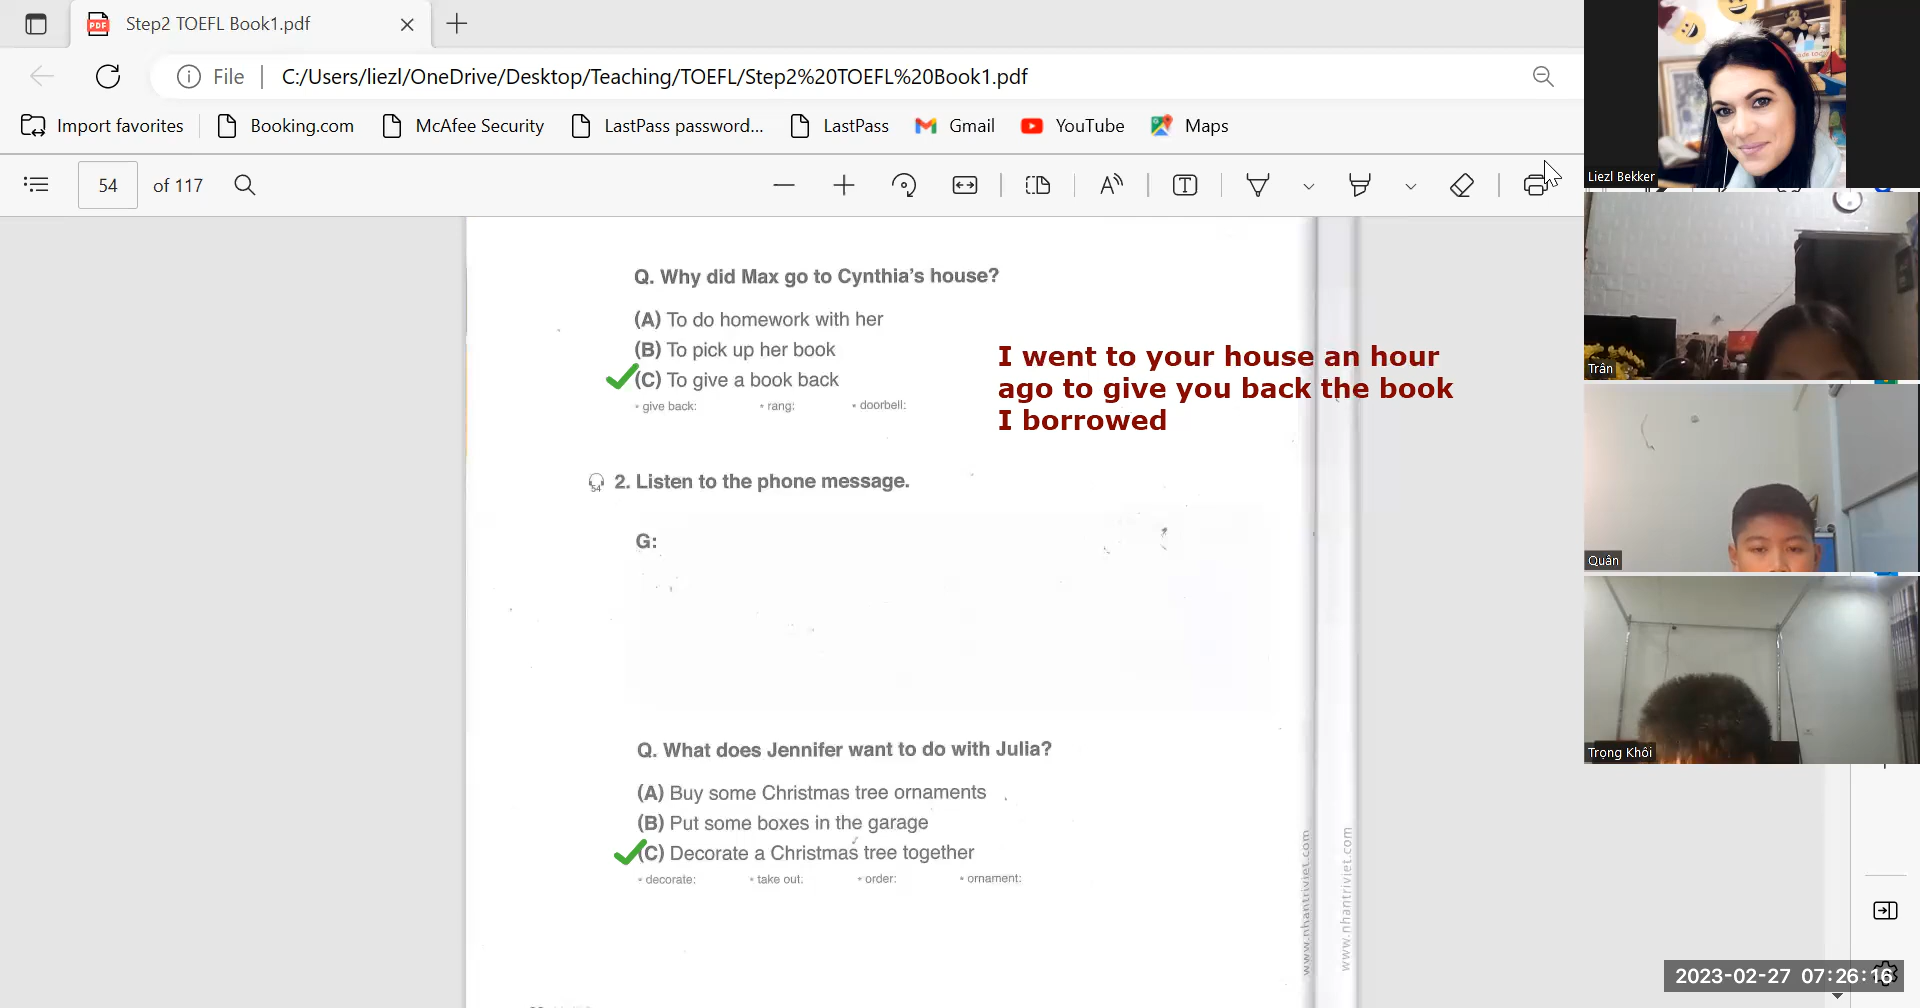 Step2 TOEFL Book1.pdf
File
C:/Users/liezl/OneDrive/Desktop/Teaching/TOEFL/Step2%20TOEFL%20Book1.pdf
Import favorites
Booking.com
McAfee Security
LastPass password...
LastPass
Gmail
YouTube
Maps
54
of 117
Q. Why did Max go to Cynthia's house?
(A) To do homework with her
(B) To pick up her book
(C) To give a book back
• give back:
• rang:
• doorbell:
I went to your house an hour
ago to give you back the book
I borrowed
54
2. Listen to the phone message.
G:
Q. What does Jennifer want to do with Julia?
(A) Buy some Christmas tree ornaments
(B) Put some boxes in the garage
(C) Decorate a Christmas tree together
• decorate:
• take out:
• order:
• ornament:
www.nhantriviet.com
www.nhantriviet.com
Liezl Bekker
Trân
Quân
Trọng Khôi
2023-02-27 07:26:16